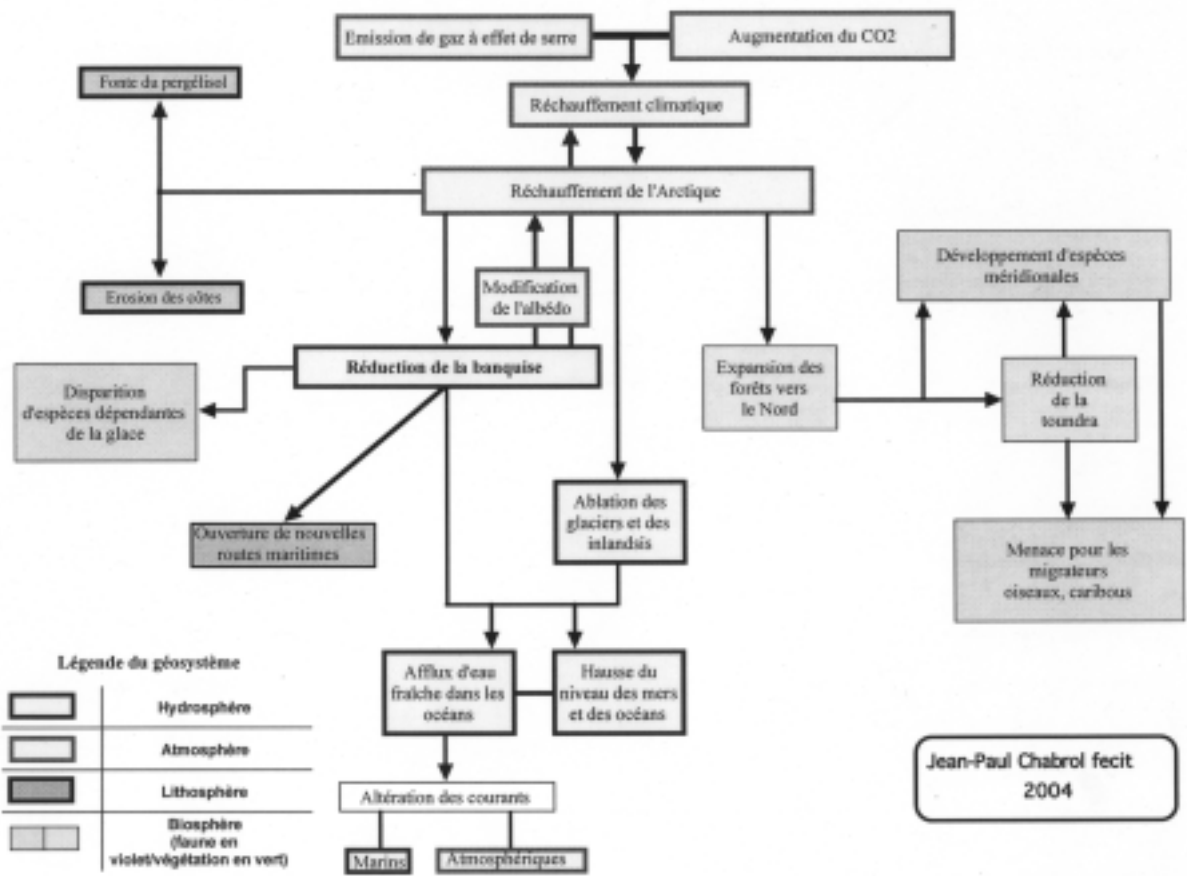 Emission de gaz à effet de serre
Augmentation du CO2
Fonte du pergélisol
Réchauffement climatique
Réchauffement de l'Arctique
Erosion des côtes
Modification
de l'albédo
Développement d'espèces
méridionales
Réduction de la banquise
Disparition
d'espèces dépendantes
de la glace
Expansion des
forêts vers
le Nord
Réduction
de la
toundra
Ouverture de nouvelles
routes maritimes
Ablation des
glaciers et des
inlandsis
Menace pour les
migrateurs
oiseaux, caribous
Afflux d'eau
fraîche dans les
océans
Hausse du
niveau des mers
et des océans
Altération des courants
Marins
Atmosphériques
Légende du géosystème
Hydrosphère
Atmosphère
Lithosphère
Biosphère
(faune en
violet/végétation en vert)
Jean-Paul Chabrol fecit
2004